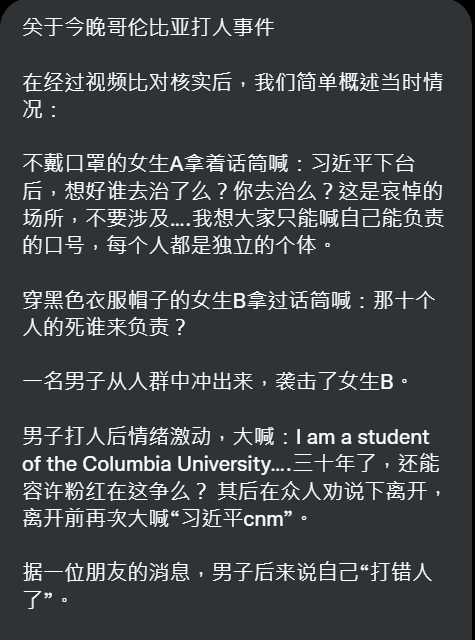 关于今晚哥伦比亚打人事件
在经过视频比对核实后，我们简单概述当时情
况：
不戴口罩的女生A拿着话筒喊：习近平下台
后，想好谁去治了么？你去治么？这是哀悼的
场所，不要涉及….我想大家只能喊自己能负责
的口号，每个人都是独立的个体。
穿黑色衣服帽子的女生B拿过话筒喊：那十个
人的死谁来负责？
一名男子从人群中冲出来，袭击了女生B。
男子打人后情绪激动，大喊：I am a student
of the Columbia University….三十年了，还能
容许粉红在这争么？ 其后在众人劝说下离开，
离开前再次大喊“习近平cnm”。
据一位朋友的消息，男子后来说自己“打错人
了”。